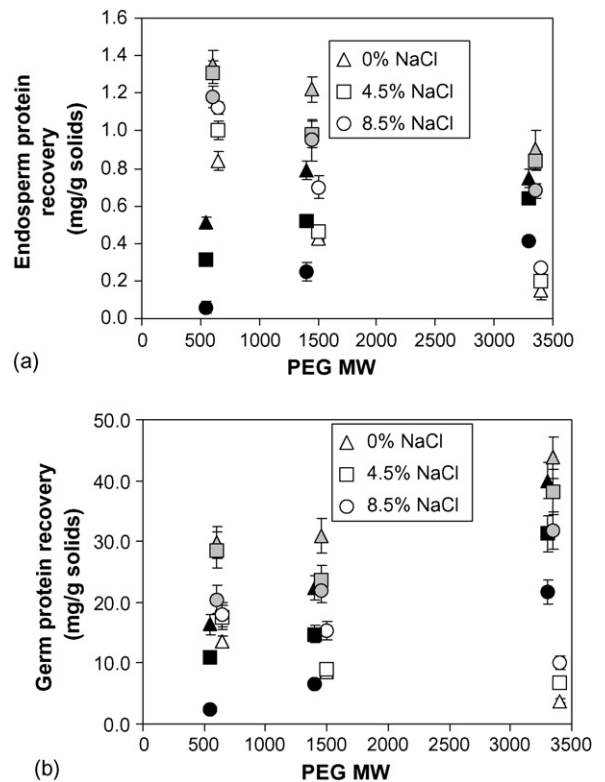 Endosperm protein
recovery
(mg/g solids)
1.6
1.4
1.2
1.0
0.8
0.6
0.4
0.2
0.0
0% NaCl
4.5% NaCl
8.5% NaCl
0 500 1000 1500 2000 2500 3000 3500
PEG MW
(a)
Germ protein recovery
(mg/g solids)
50.0
40.0
30.0
20.0
10.0
0.0
0% NaCl
4.5% NaCl
8.5% NaCl
0 500 1000 1500 2000 2500 3000 3500
PEG MW
(b)